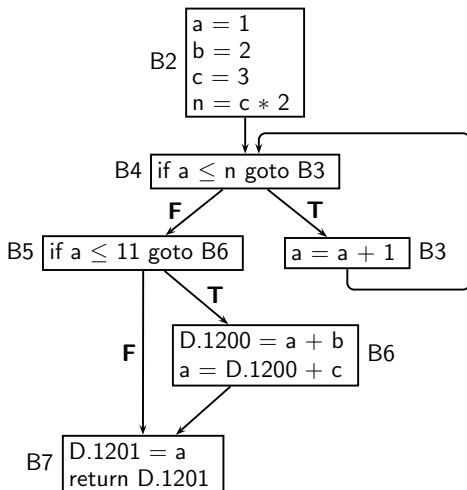 B2
a = 1
b = 2
c = 3
n = c ∗ 2
B4
if a ≤ n goto B3
F
T
B5
if a ≤ 11 goto B6
a = a + 1
B3
T
F
D.1200 = a + b
a = D.1200 + c
B6
B7
D.1201 = a
return D.1201